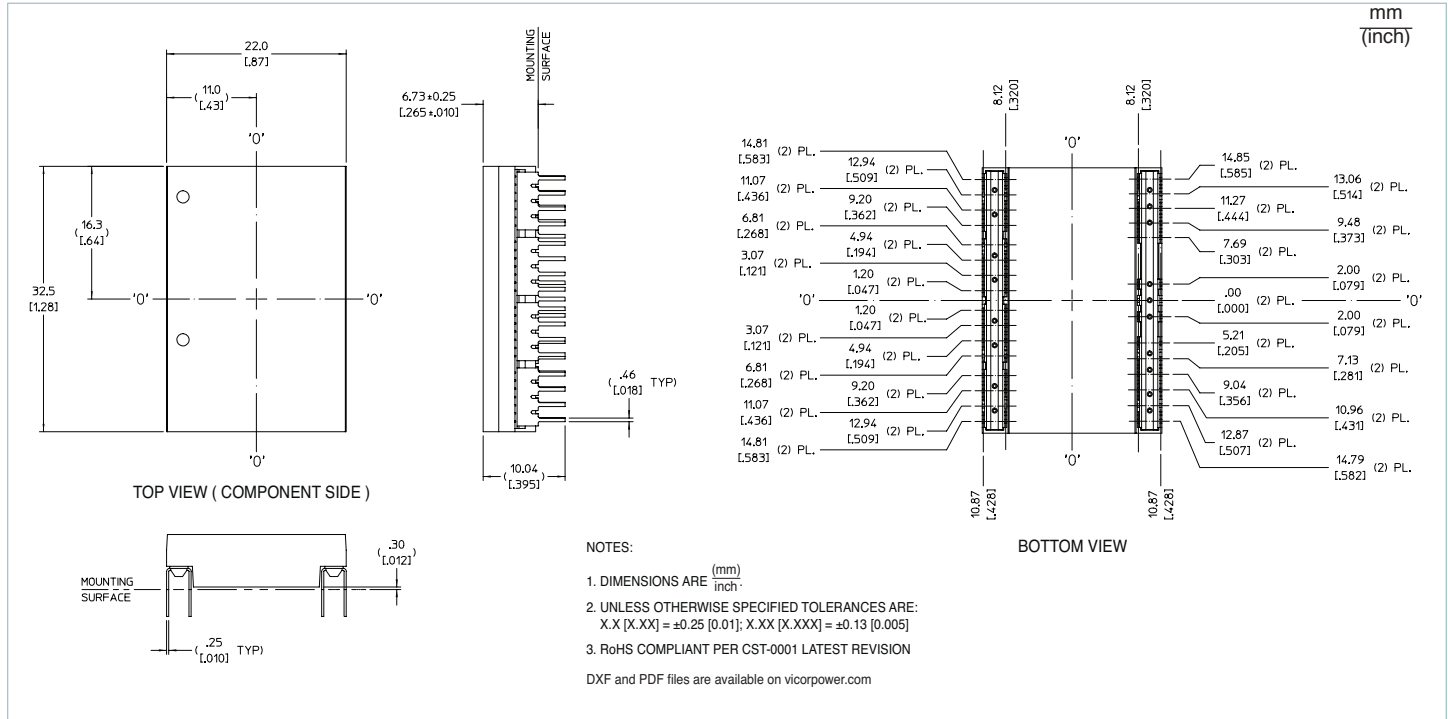 mm
(inch)
22.0
[.87]
(11.0
[.43])
'0'
(16.3
[.64])
32.5
[1.28]
'0'
'0'
'0'
TOP VIEW ( COMPONENT SIDE )
MOUNTING
SURFACE
6.73±0.25
[.265±.010]
(.46
[.018] TYP)
(10.04
[.395])
MOUNTING
SURFACE
(.30
[.012])
(.25
[.010] TYP)
8.12
[.320]
8.12
[.320]
'0'
14.81
[.583] (2) PL.
12.94
[.509] (2) PL.
11.07
[.436] (2) PL.
9.20
[.362] (2) PL.
6.81
[.268] (2) PL.
4.94
[.194] (2) PL.
3.07
[.121] (2) PL.
1.20
[.047] (2) PL.
'0'
1.20
[.047] (2) PL.
3.07
[.121] (2) PL.
4.94
[.194] (2) PL.
6.81
[.268] (2) PL.
9.20
[.362] (2) PL.
11.07
[.436] (2) PL.
12.94
[.509] (2) PL.
14.81
[.583] (2) PL.
14.85
[.585] (2) PL.
13.06
[.514] (2) PL.
11.27
[.444] (2) PL.
9.48
[.373] (2) PL.
7.69
[.303] (2) PL.
2.00
[.079] (2) PL.
.00
[.000] (2) PL.
'0'
2.00
[.079] (2) PL.
5.21
[.205] (2) PL.
7.13
[.281] (2) PL.
9.04
[.356] (2) PL.
10.96
[.431] (2) PL.
12.87
[.507] (2) PL.
14.79
[.582] (2) PL.
'0'
10.87
[.428]
10.87
[.428]
BOTTOM VIEW
NOTES:
1. DIMENSIONS ARE (mm)
inch.
2. UNLESS OTHERWISE SPECIFIED TOLERANCES ARE:
X.X [X.XX] = ±0.25 [0.01]; X.XX [X.XXX] = ±0.13 [0.005]
3. RoHS COMPLIANT PER CST-0001 LATEST REVISION
DXF and PDF files are available on vicorpower.com